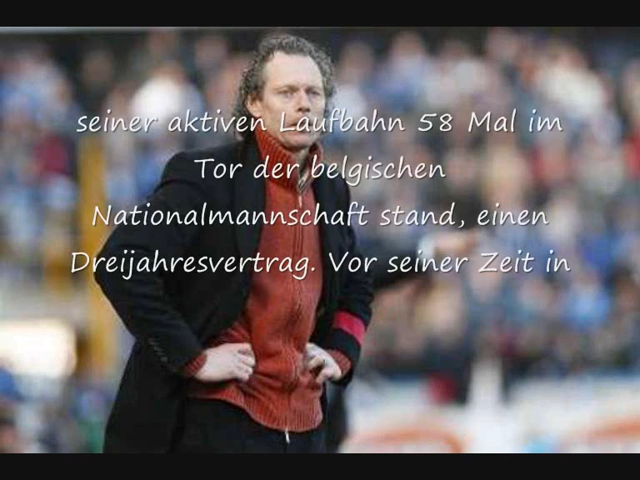 seiner aktiven Laufbahn 58 Mal im
Tor der belgischen
Nationalmannschaft stand, einen
Dreijahresvertrag. Vor seiner Zeit in